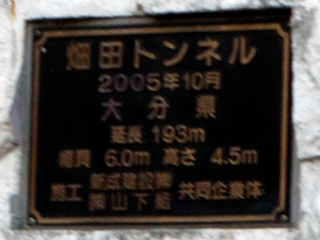 畑田トンネル
2005年10月
大分県
延長 193m
幅員 6.0m 高さ 4.5m
施工 新成建設㈱ 共同企業体
㈱山下組